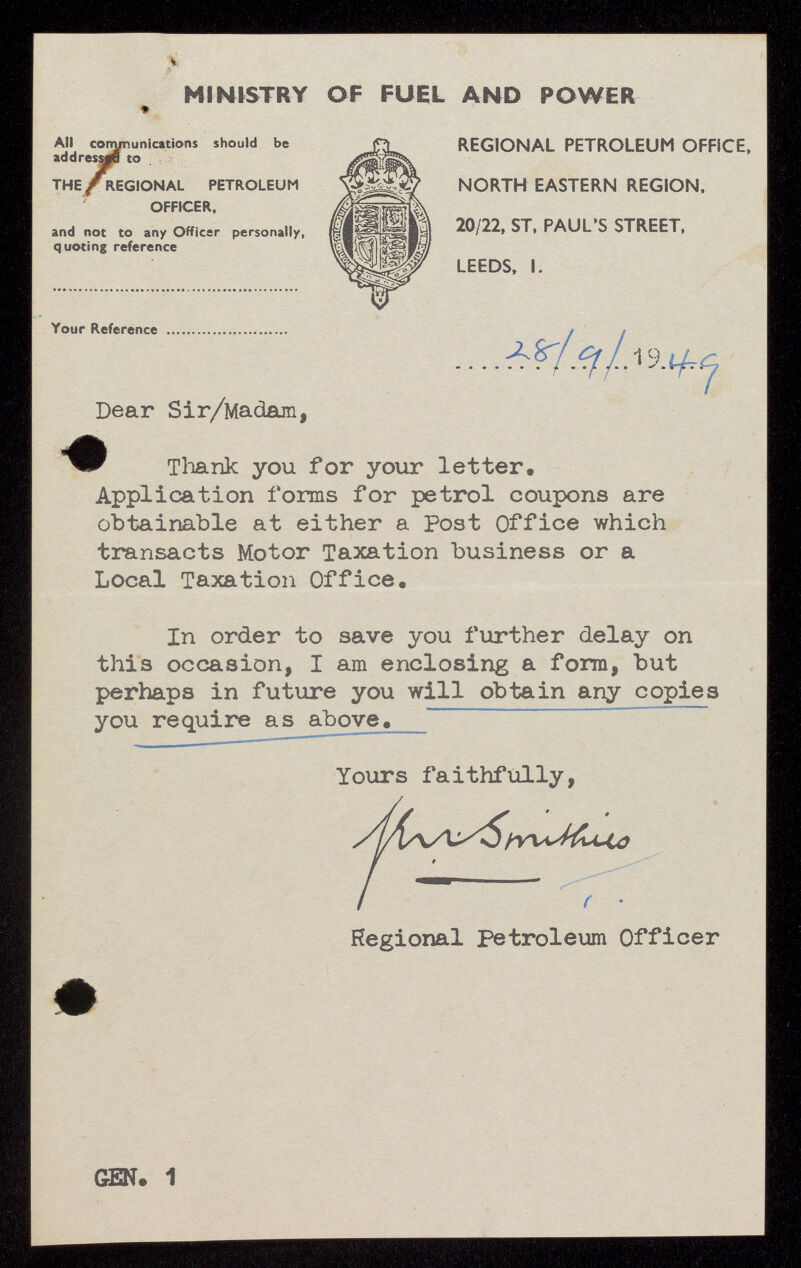 MINISTRY OF FUEL AND POWER
All communications should be
addressed to
THE REGIONAL PETROLEUM
OFFICER,
and not to any Officer personally,
quoting reference
Your Reference
REGIONAL PETROLEUM OFFICE,
NORTH EASTERN REGION,
20/22, ST, PAUL'S STREET,
LEEDS, 1.
28/9/1949
Dear Sir/Madam,
Thank you for your letter.
Application forms for petrol coupons are
obtainable at either a Post Office which
transacts Motor Taxation business or a
Local Taxation Office.
In order to save you further delay on
this occasion, I am enclosing a form, but
perhaps in future you will obtain any copies
you require as above.
Yours faithfully,
Smithies
Regional Petroleum Officer
GEN. 1